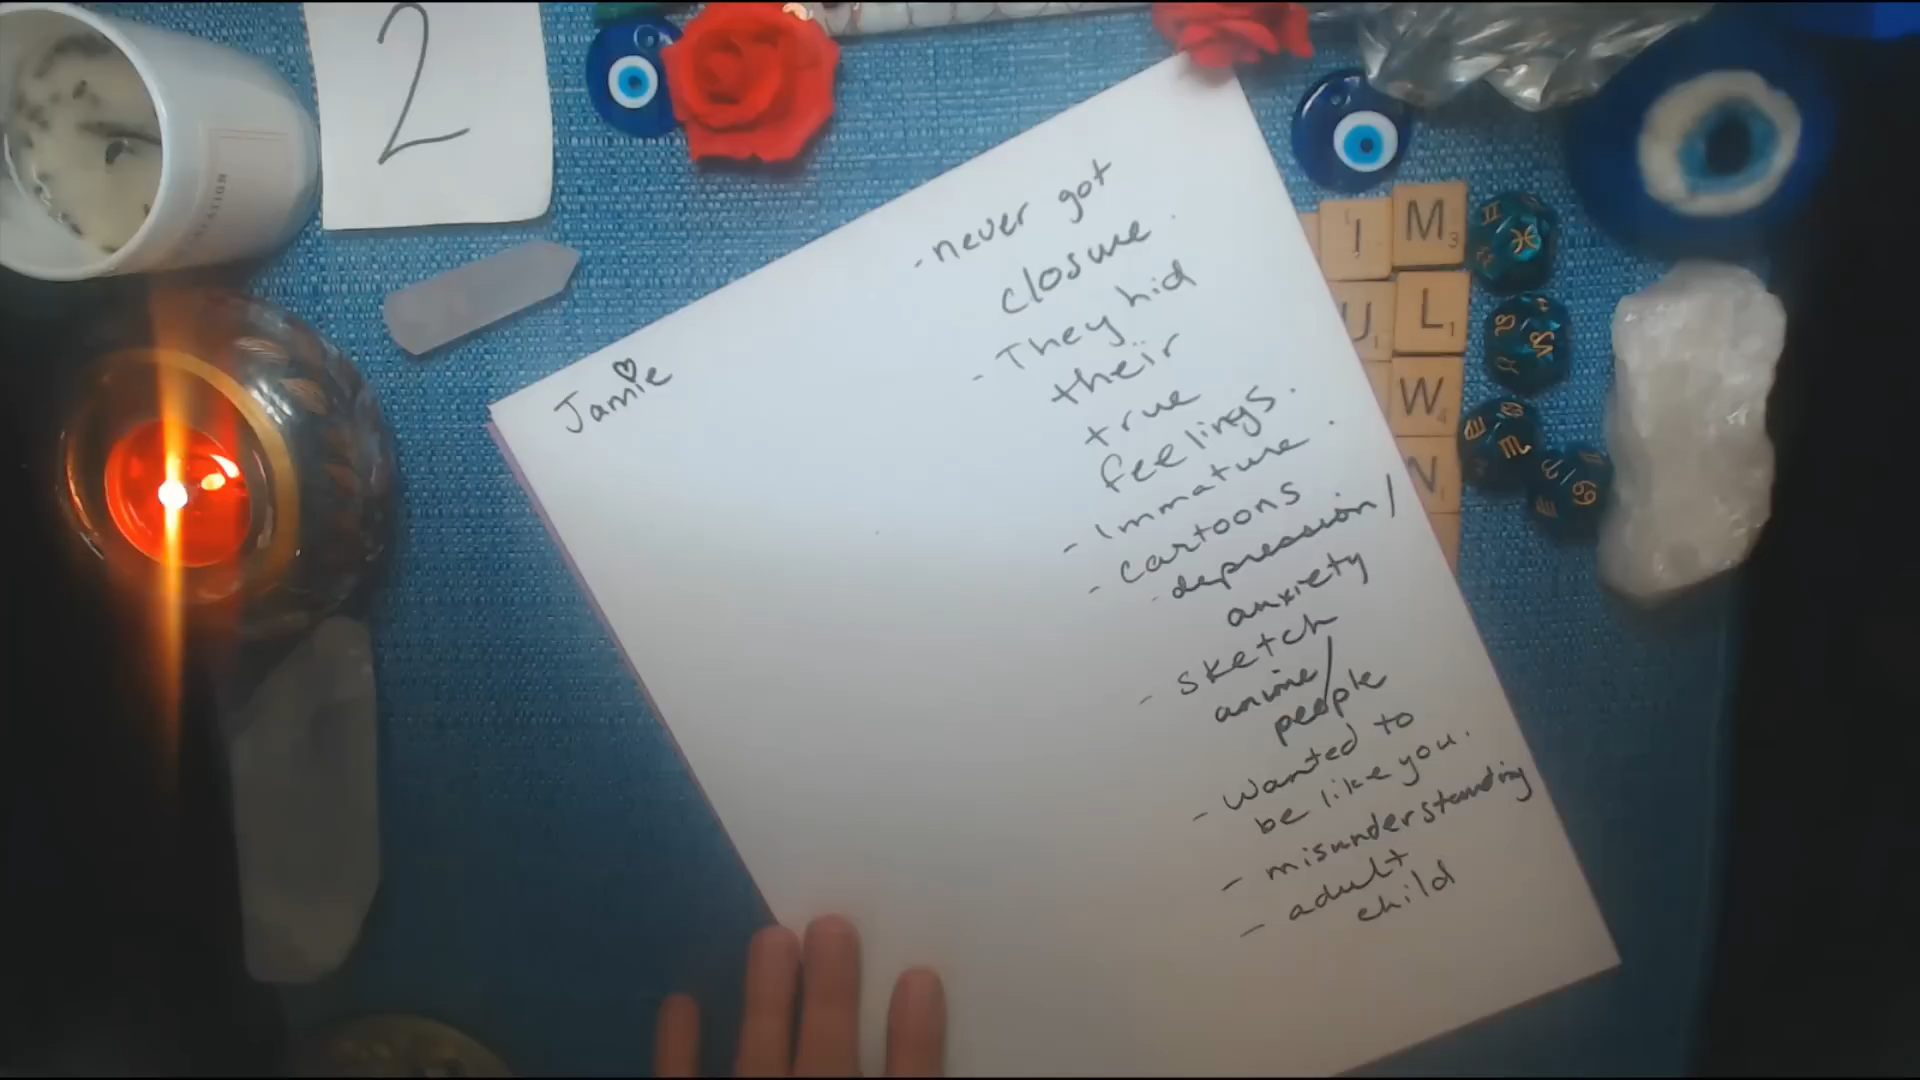 2
Jamie
- never got
closure.
- They hid
their
true
feelings.
- Immature.
- cartoons
- depression/
anxiety
- sketch
anime/
people
- Wanted to
be like you.
- misunderstanding
- adult
child
I M
U L
W
N